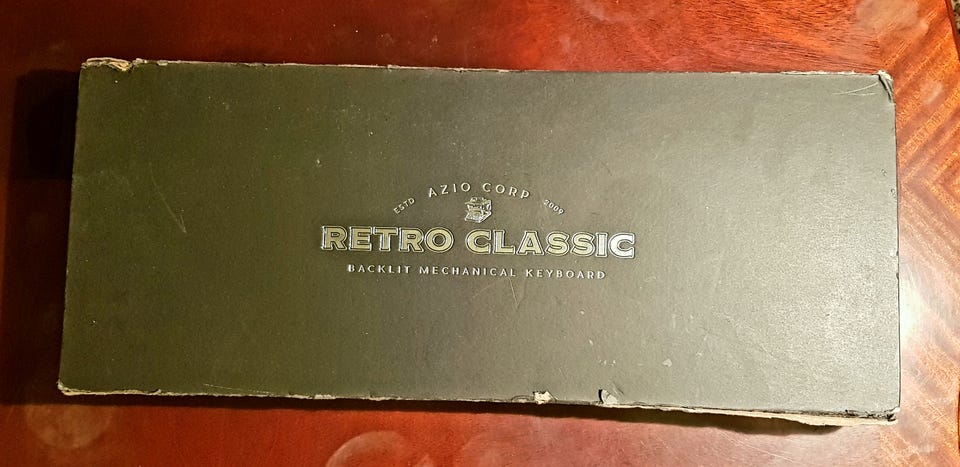 AZIO CORP
ESTD 2009
RETRO CLASSIC
BACKLIT MECHANICAL KEYBOARD